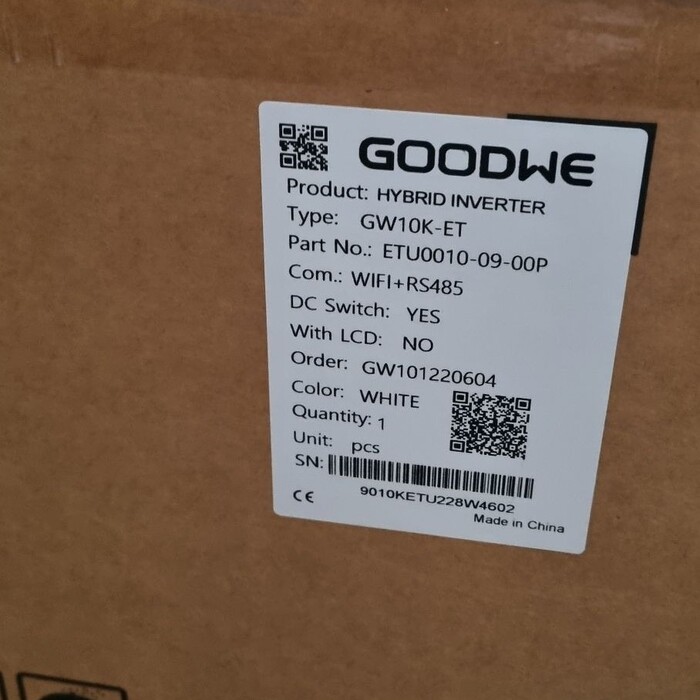 GOODWE
Product: HYBRID INVERTER
Type: GW10K-ET
Part No.: ETU0010-09-00P
Com.: WIFI+RS485
DC Switch: YES
With LCD: NO
Order: GW101220604
Color: WHITE
Quantity: 1
Unit: pcs
SN:
9010KETU228W4602
CE
Made in China